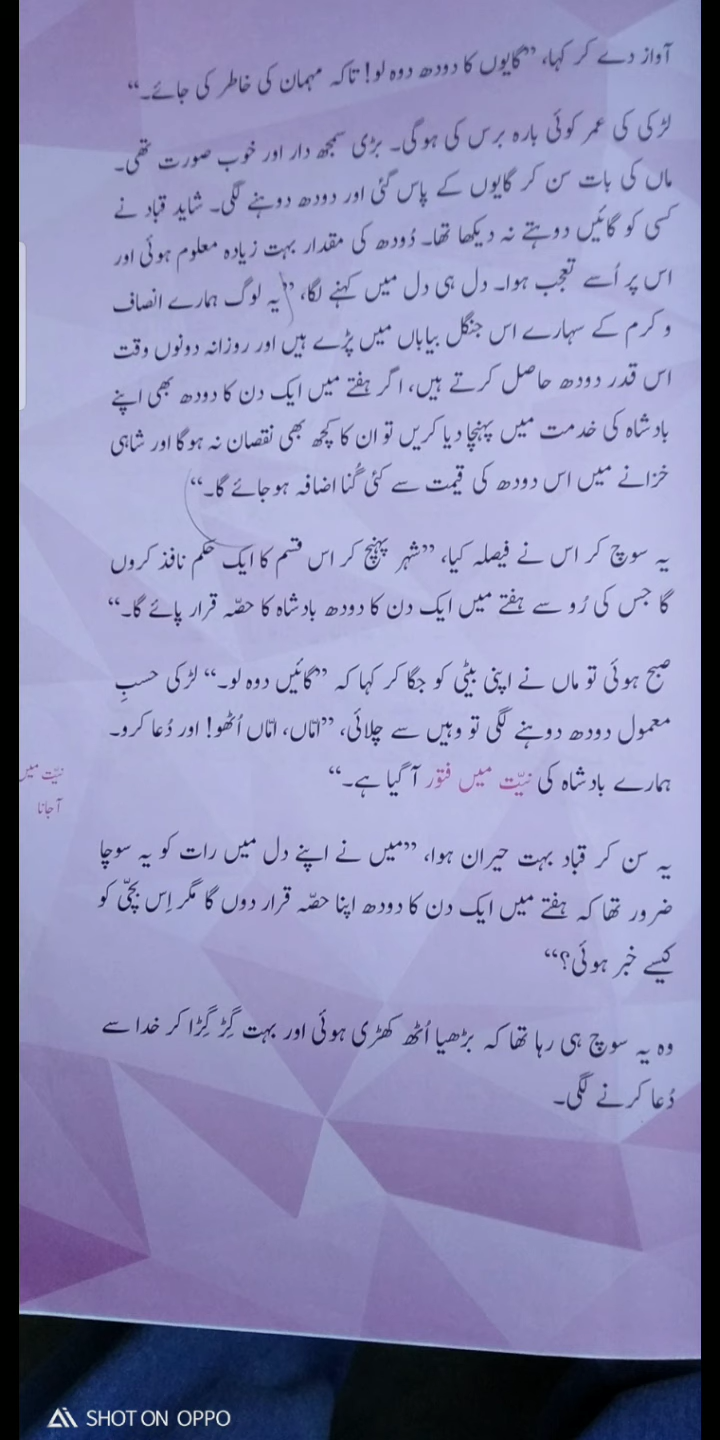 آواز دے کر کہا، ”گایوں کا دودھ دوہ لو! تاکہ مہمان کی خاطر کی جائے۔“
لڑکی کی عمر کوئی بارہ برس کی ہوگی۔ بڑی سمجھ دار اور خوب صورت تھی۔
ماں کی بات سن کر گایوں کے پاس گئی اور دودھ دوہنے لگی۔ شاید قباد نے
کسی کو گائیں دوہتے نہ دیکھا تھا۔ دُودھ کی مقدار بہت زیادہ معلوم ہوئی اور
اس پر اُسے تعجب ہوا۔ دل ہی دل میں کہنے لگا، ”یہ لوگ ہمارے انصاف
و کرم کے سہارے اس جنگل بیاباں میں پڑے ہیں اور روزانہ دونوں وقت
اس قدر دودھ حاصل کرتے ہیں، اگر ہفتے میں ایک دن کا دودھ بھی اپنے
بادشاہ کی خدمت میں پہنچا دیا کریں تو ان کا کچھ بھی نقصان نہ ہوگا اور شاہی
خزانے میں اس دودھ کی قیمت سے کئی گُنا اضافہ ہو جائے گا۔“
یہ سوچ کر اس نے فیصلہ کیا، ”شہر پہنچ کر اس قسم کا ایک حکم نافذ کروں
گا جس کی رُو سے ہفتے میں ایک دن کا دودھ بادشاہ کا حصّہ قرار پائے گا۔“
صبح ہوئی تو ماں نے اپنی بیٹی کو جگا کر کہا کہ ”گائیں دوہ لو۔“ لڑکی حسبِ
معمول دودھ دوہنے لگی تو وہیں سے چلائی، ”امّاں، امّاں اُٹھو! اور دُعا کرو۔
ہمارے بادشاہ کی نیّت میں فتور آ گیا ہے۔“
نیّت میں
آ جانا
یہ سن کر قباد بہت حیران ہوا، ”میں نے اپنے دل میں رات کو یہ سوچا
ضرور تھا کہ ہفتے میں ایک دن کا دودھ اپنا حصّہ قرار دوں گا مگر اِس بچّی کو
کیسے خبر ہوئی؟“
وہ یہ سوچ ہی رہا تھا کہ بڑھیا اُٹھ کھڑی ہوئی اور بہت گِڑ گِڑا کر خدا سے
دُعا کرنے لگی۔
SHOT ON OPPO